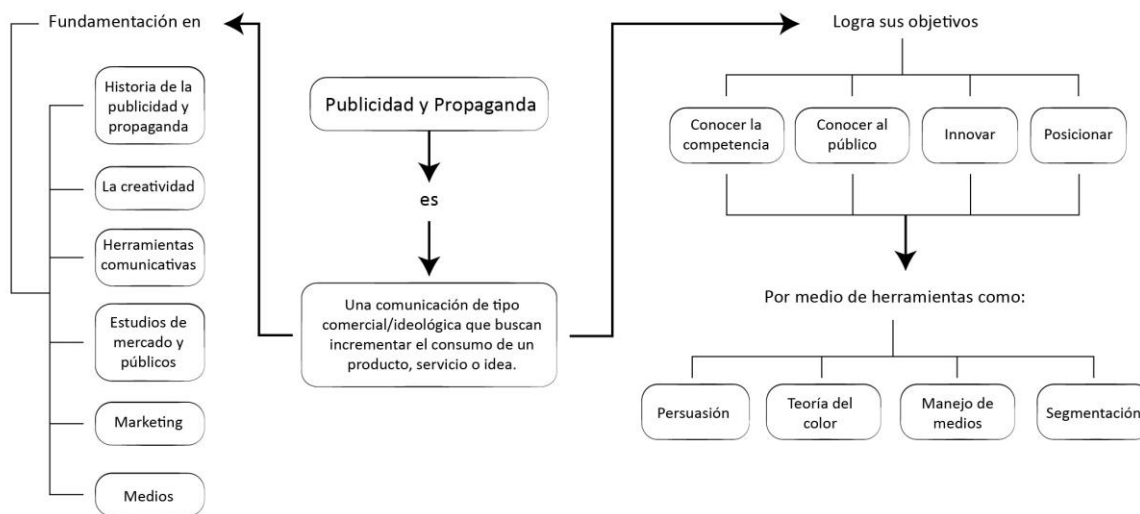 Fundamentación en
Historia de la
publicidad y
propaganda
La creatividad
Herramientas
comunicativas
Estudios de
mercado y
públicos
Marketing
Medios
Publicidad y Propaganda
es
Una comunicación de tipo
comercial/ideológica que buscan
incrementar el consumo de un
producto, servicio o idea.
Logra sus objetivos
Conocer la
competencia
Conocer al
público
Innovar
Posicionar
Por medio de herramientas como:
Persuasión
Teoría del
color
Manejo de
medios
Segmentación